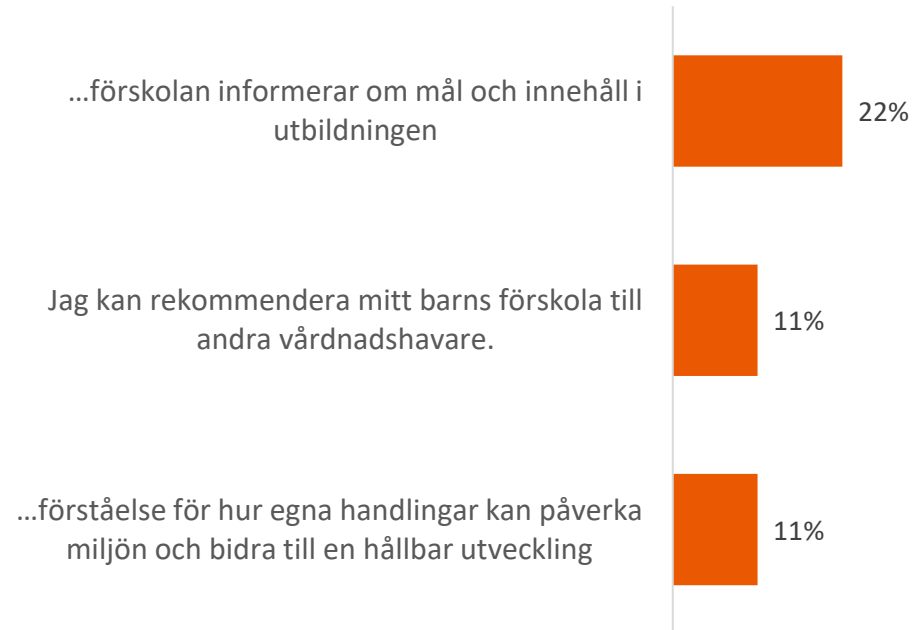 ...förskolan informerar om mål och innehåll i
utbildningen
22%
Jag kan rekommendera mitt barns förskola till
andra vårdnadshavare.
11%
...förståelse för hur egna handlingar kan påverka
miljön och bidra till en hållbar utveckling
11%